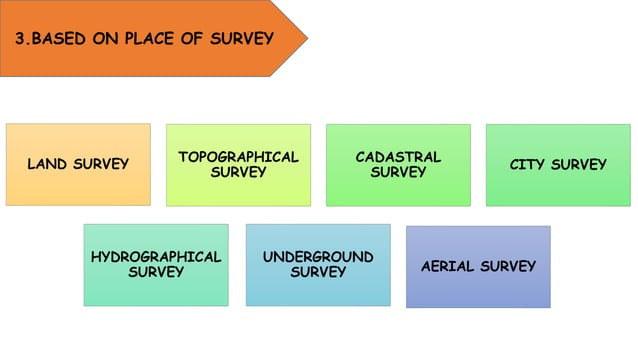 3.BASED ON PLACE OF SURVEY
LAND SURVEY
TOPOGRAPHICAL
SURVEY
CADASTRAL
SURVEY
CITY SURVEY
HYDROGRAPHICAL
SURVEY
UNDERGROUND
SURVEY
AERIAL SURVEY